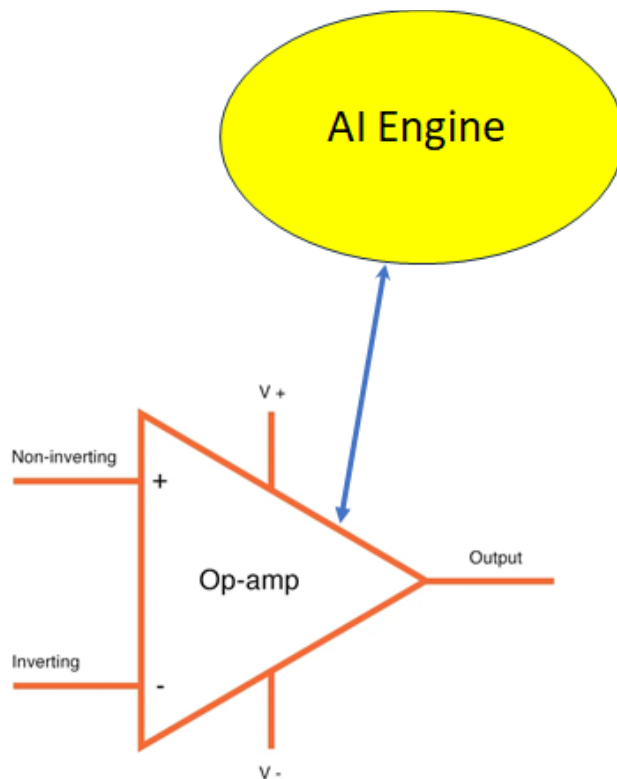 AI Engine
V +
Non-inverting
+
Op-amp
Output
Inverting
-
V -